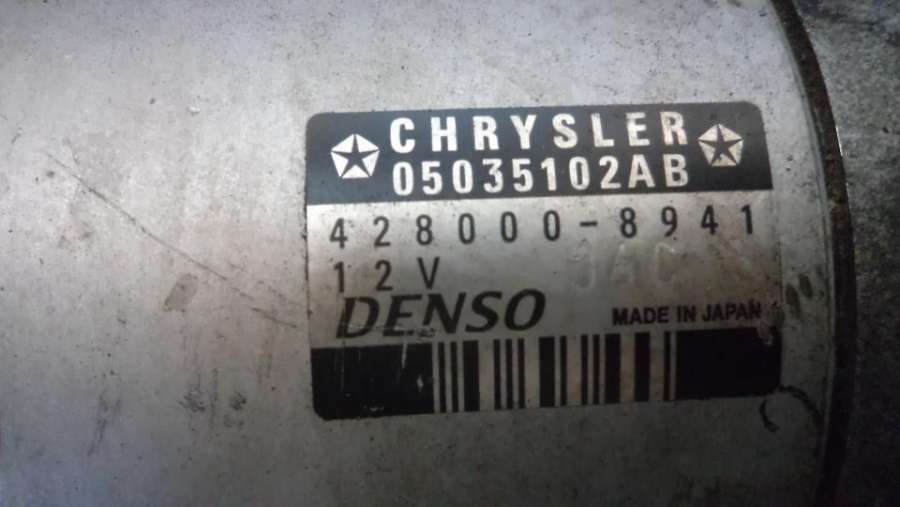 CHRYSLER
05035102AB
428000-8941
12V
DENSO MADE IN JAPAN